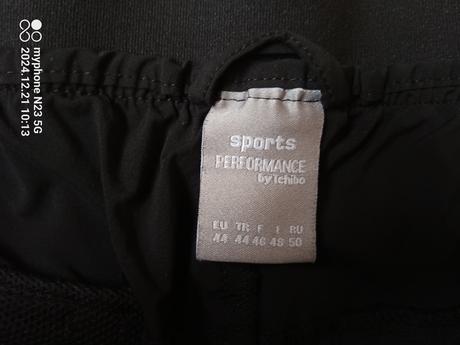 myphone N23 5G
2024.12.21 10:13
sports
PERFORMANCE
by Tchibo
EU TR F I RU
44 44 46 48 50